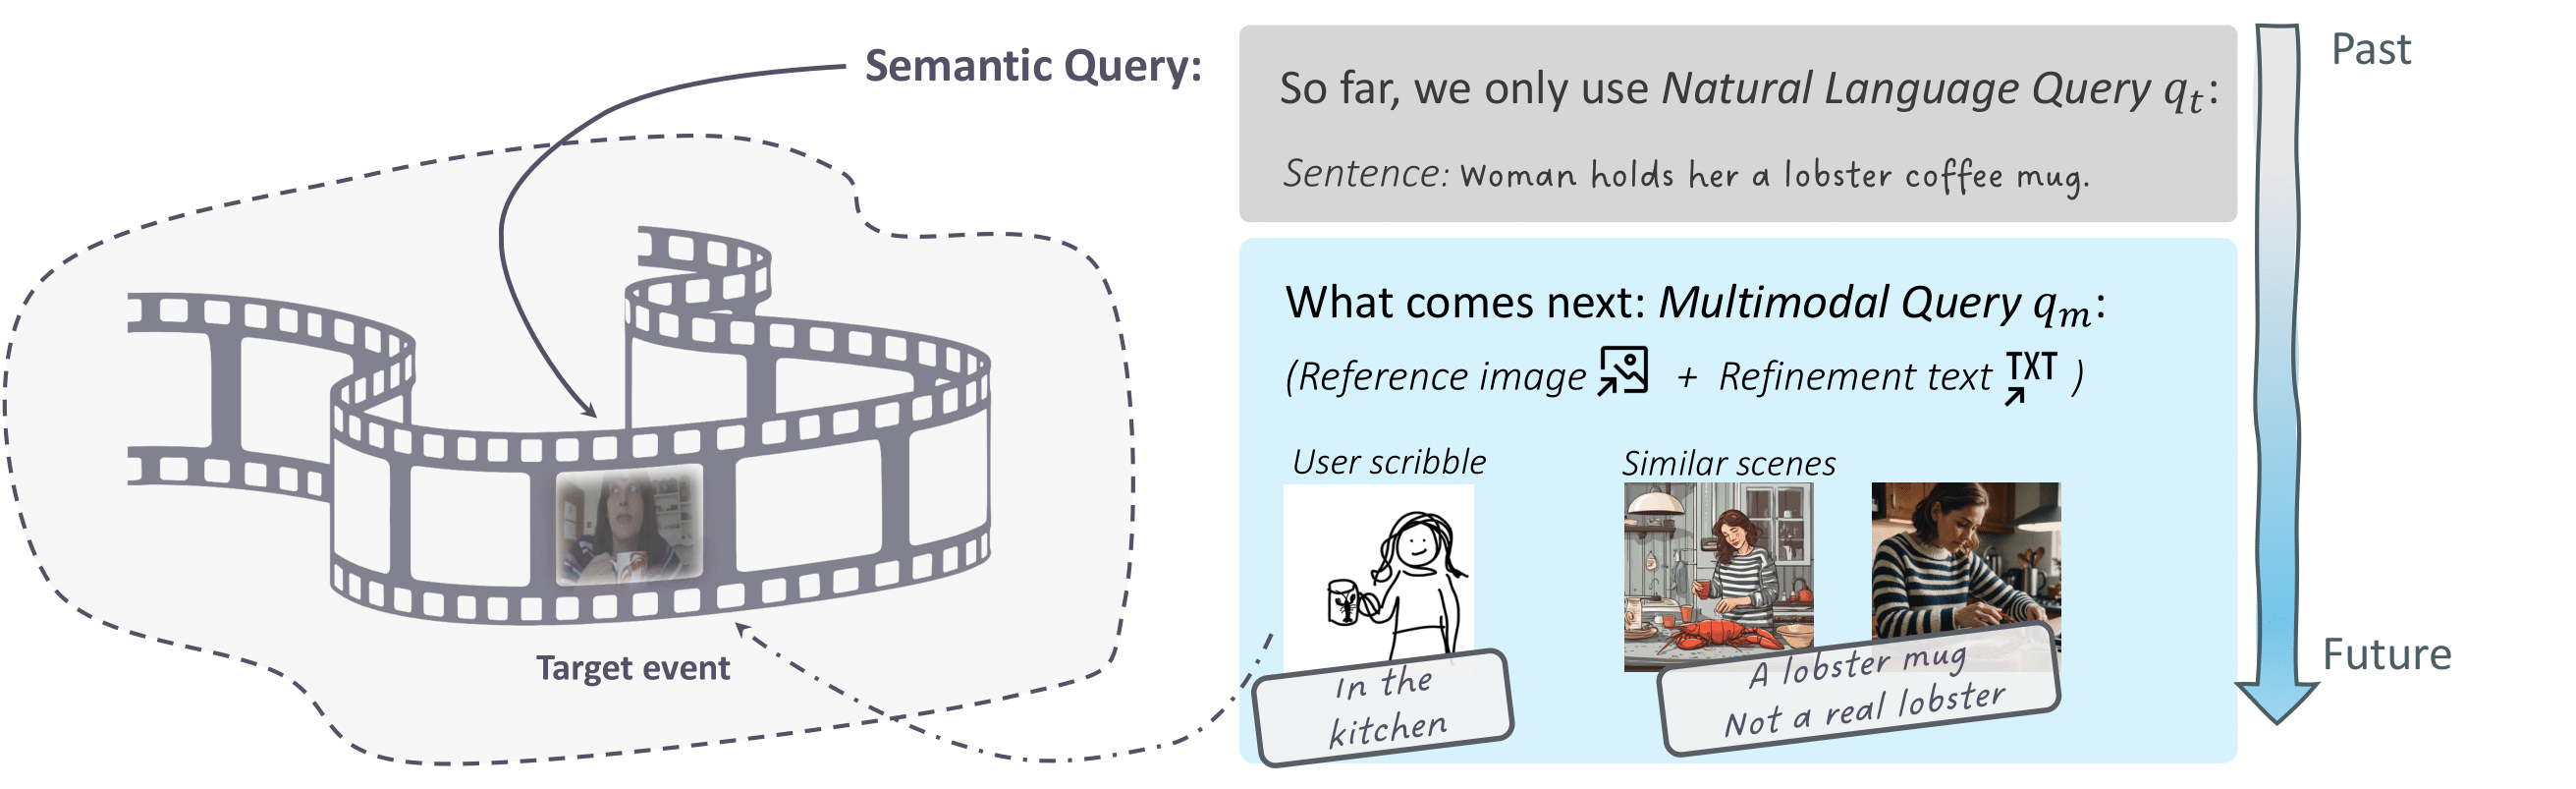 Semantic Query:
So far, we only use Natural Language Query qt:
Sentence: Woman holds her a lobster coffee mug.
What comes next: Multimodal Query qm:
(Reference image + Refinement text TXT )
User scribble
Similar scenes
In the
kitchen
A lobster mug
Not a real lobster
Target event
Past
Future